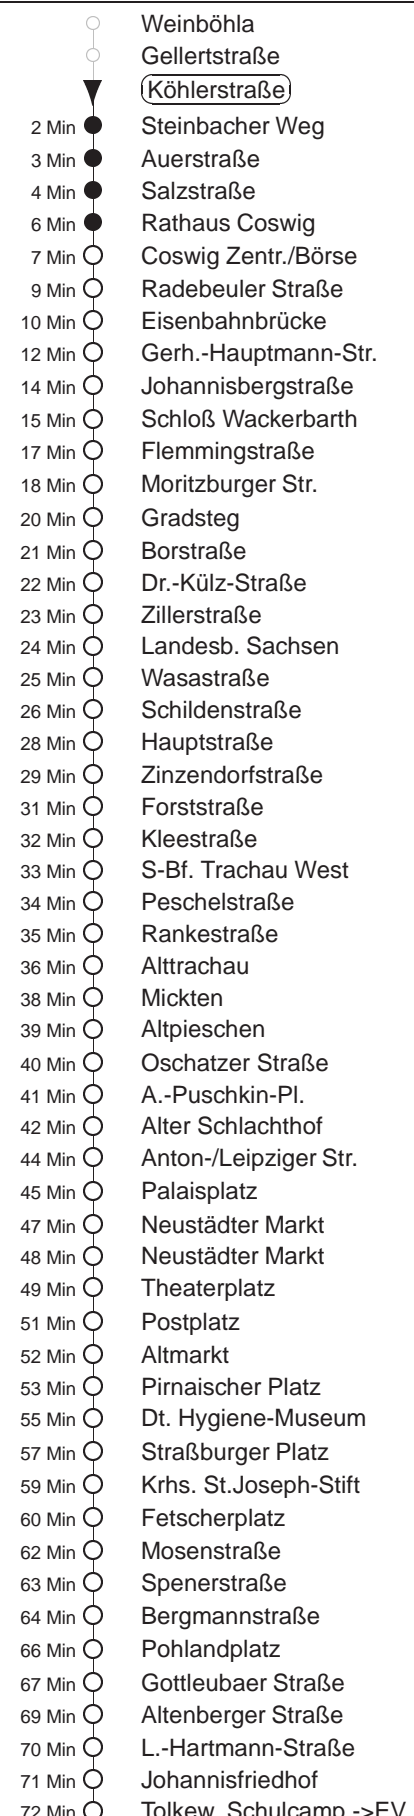 Weinböhla
Gellertstraße
Köhlerstraße
2 Min Steinbacher Weg
3 Min Auerstraße
4 Min Salzstraße
6 Min Rathaus Coswig
7 Min Coswig Zentr./Börse
9 Min Radebeuler Straße
10 Min Eisenbahnbrücke
12 Min Gerh.-Hauptmann-Str.
14 Min Johannisbergstraße
15 Min Schloß Wackerbarth
17 Min Flemmingstraße
18 Min Moritzburger Str.
20 Min Gradsteg
21 Min Borstraße
22 Min Dr.-Külz-Straße
23 Min Zillerstraße
24 Min Landesb. Sachsen
25 Min Wasastraße
26 Min Schildenstraße
28 Min Hauptstraße
29 Min Zinzendorfstraße
31 Min Forststraße
32 Min Kleestraße
33 Min S-Bf. Trachau West
34 Min Peschelstraße
35 Min Rankestraße
36 Min Alttrachau
38 Min Mickten
39 Min Altpieschen
40 Min Oschatzer Straße
41 Min A.-Puschkin-Pl.
42 Min Alter Schlachthof
44 Min Anton-/Leipziger Str.
45 Min Palaisplatz
47 Min Neustädter Markt
48 Min Neustädter Markt
49 Min Theaterplatz
51 Min Postplatz
52 Min Altmarkt
53 Min Pirnaischer Platz
55 Min Dt. Hygiene-Museum
57 Min Straßburger Platz
59 Min Krhs. St.Joseph-Stift
60 Min Fetscherplatz
62 Min Mosenstraße
63 Min Spenerstraße
64 Min Bergmannstraße
66 Min Pohlandplatz
67 Min Gottleubaer Straße
69 Min Altenberger Straße
70 Min L.-Hartmann-Straße
71 Min Johannisfriedhof
72 Min Tolkew. Schulcamp ->EV